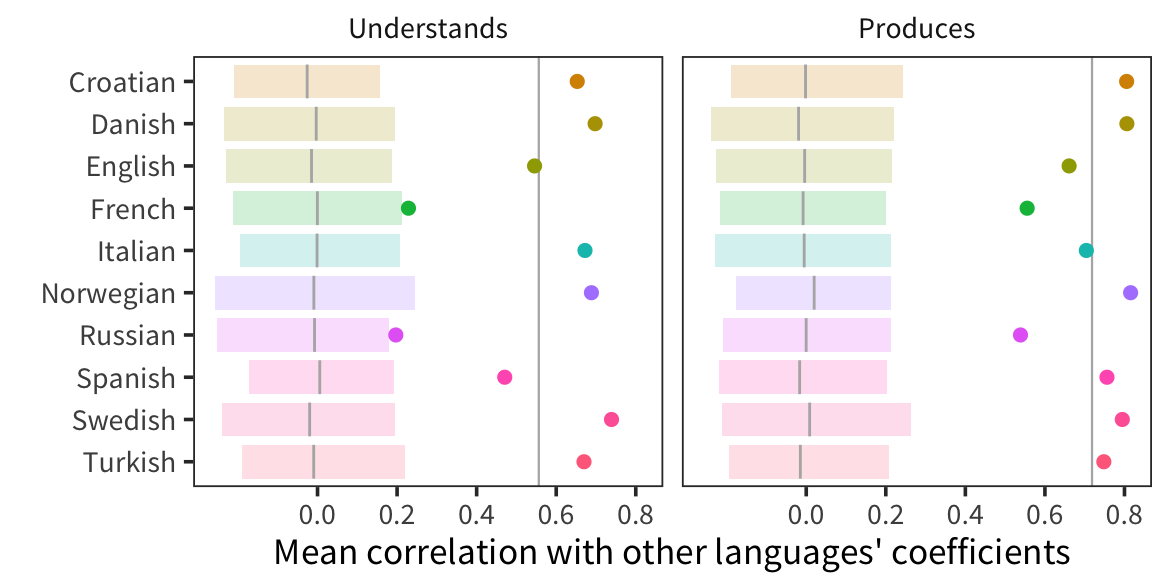 Understands
Produces
Croatian
Danish
English
French
Italian
Norwegian
Russian
Spanish
Swedish
Turkish
0.0 0.2 0.4 0.6 0.8
0.0 0.2 0.4 0.6 0.8
Mean correlation with other languages' coefficients